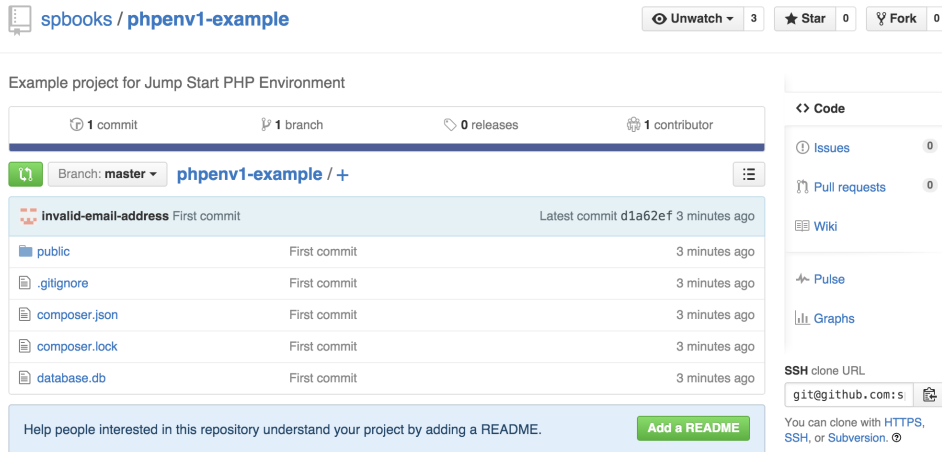 spbooks / phpenv1-example
Unwatch 3 Star 0 Fork 0
Example project for Jump Start PHP Environment
1 commit 1 branch 0 releases 1 contributor
Branch: master phpenv1-example / +
invalid-email-address First commit Latest commit d1a62ef 3 minutes ago
public First commit 3 minutes ago
.gitignore First commit 3 minutes ago
composer.json First commit 3 minutes ago
composer.lock First commit 3 minutes ago
database.db First commit 3 minutes ago
Help people interested in this repository understand your project by adding a README. Add a README
Code
Issues 0
Pull requests 0
Wiki
Pulse
Graphs
SSH clone URL
git@github.com:s
You can clone with HTTPS,
SSH, or Subversion.